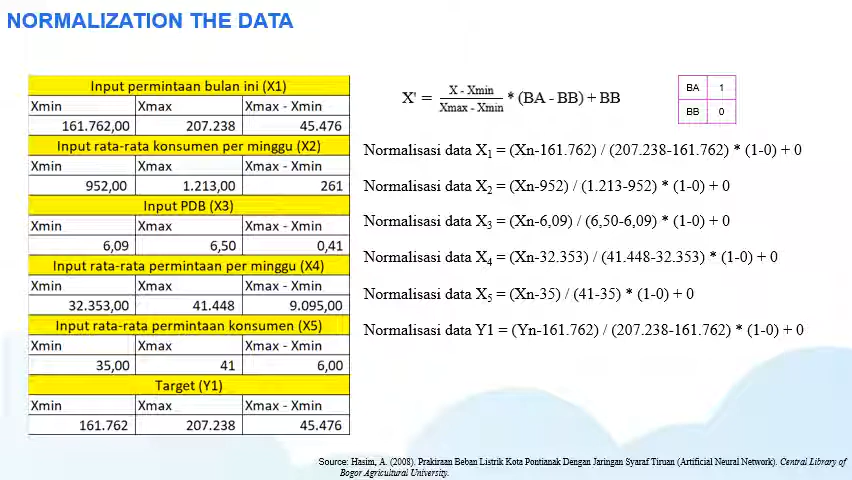 NORMALIZATION THE DATA
Input permintaan bulan ini (X1)
Xmin Xmax Xmax - Xmin
161.762,00 207.238 45.476
Input rata-rata konsumen per minggu (X2)
Xmin Xmax Xmax - Xmin
952,00 1.213,00 261
Input PDB (X3)
Xmin Xmax Xmax - Xmin
6,09 6,50 0,41
Input rata-rata permintaan per minggu (X4)
Xmin Xmax Xmax - Xmin
32.353,00 41.448 9.095,00
Input rata-rata permintaan konsumen (X5)
Xmin Xmax Xmax - Xmin
35,00 41 6,00
Target (Y1)
Xmin Xmax Xmax - Xmin
161.762 207.238 45.476
X' = X - Xmin / Xmax - Xmin * (BA - BB) + BB
BA 1
BB 0
Normalisasi data X₁ = (Xn-161.762) / (207.238-161.762) * (1-0) + 0
Normalisasi data X₂ = (Xn-952) / (1.213-952) * (1-0) + 0
Normalisasi data X₃ = (Xn-6,09) / (6,50-6,09) * (1-0) + 0
Normalisasi data X₄ = (Xn-32.353) / (41.448-32.353) * (1-0) + 0
Normalisasi data X₅ = (Xn-35) / (41-35) * (1-0) + 0
Normalisasi data Y1 = (Yn-161.762) / (207.238-161.762) * (1-0) + 0
Source: Hasim, A. (2008). Prakiraan Beban Listrik Kota Pontianak Dengan Jaringan Syaraf Tiruan (Artificial Neural Network). Central Library of
Bogor Agricultural University.